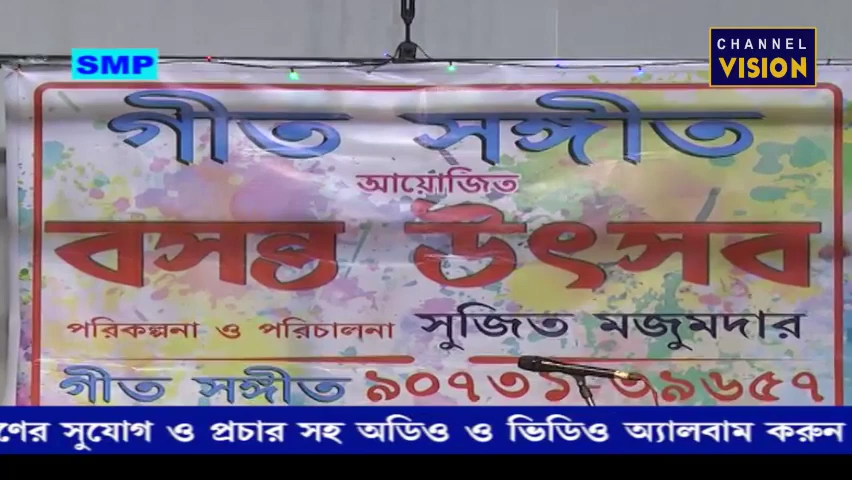 SMP
CHANNEL
VISION
গীত সঙ্গীত
আয়োজিত
বসন্ত উৎসব
পরিকল্পনা ও পরিচালনা সুজিত মজুমদার
গীত সঙ্গীত ৯০৭৩১-৩৯৬৫৭
ণের সুযোগ ও প্রচার সহ অডিও ও ভিডিও অ্যালবাম করুন